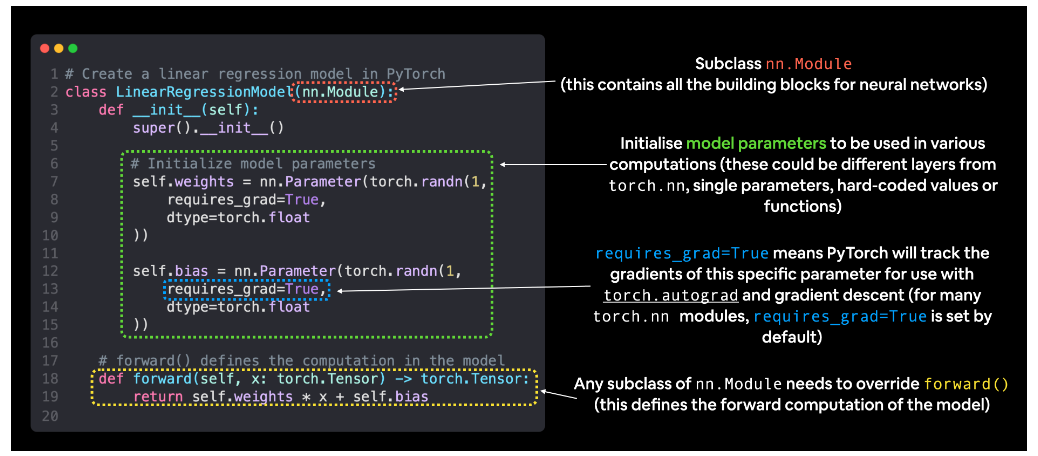 1 # Create a linear regression model in PyTorch
2 class LinearRegressionModel(nn.Module):
3     def __init__(self):
4         super().__init__()
5
6         # Initialize model parameters
7         self.weights = nn.Parameter(torch.randn(1,
8             requires_grad=True,
9             dtype=torch.float
10         ))
11
12         self.bias = nn.Parameter(torch.randn(1,
13             requires_grad=True,
14             dtype=torch.float
15         ))
16
17     # forward() defines the computation in the model
18     def forward(self, x: torch.Tensor) -> torch.Tensor:
19         return self.weights * x + self.bias
20
Subclass nn.Module
(this contains all the building blocks for neural networks)
Initialise model parameters to be used in various
computations (these could be different layers from
torch.nn, single parameters, hard-coded values or
functions)
requires_grad=True means PyTorch will track the
gradients of this specific parameter for use with
torch.autograd and gradient descent (for many
torch.nn modules, requires_grad=True is set by
default)
Any subclass of nn.Module needs to override forward()
(this defines the forward computation of the model)